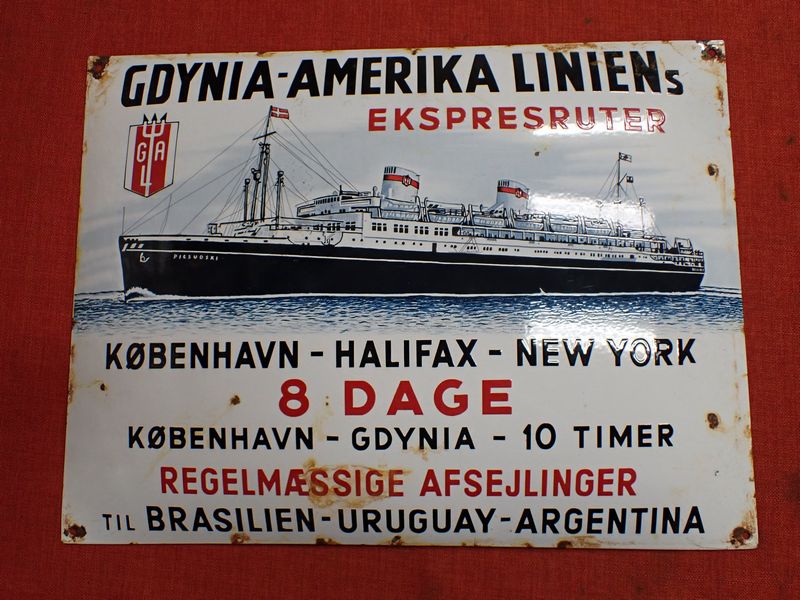 GDYNIA-AMERIKA LINIENs
EKSPRESRUTER
G A L
PIŁSUDSKI
KØBENHAVN - HALIFAX - NEW YORK
8 DAGE
KØBENHAVN - GDYNIA - 10 TIMER
REGELMÆSSIGE AFSEJLINGER
TIL BRASILIEN-URUGUAY-ARGENTINA